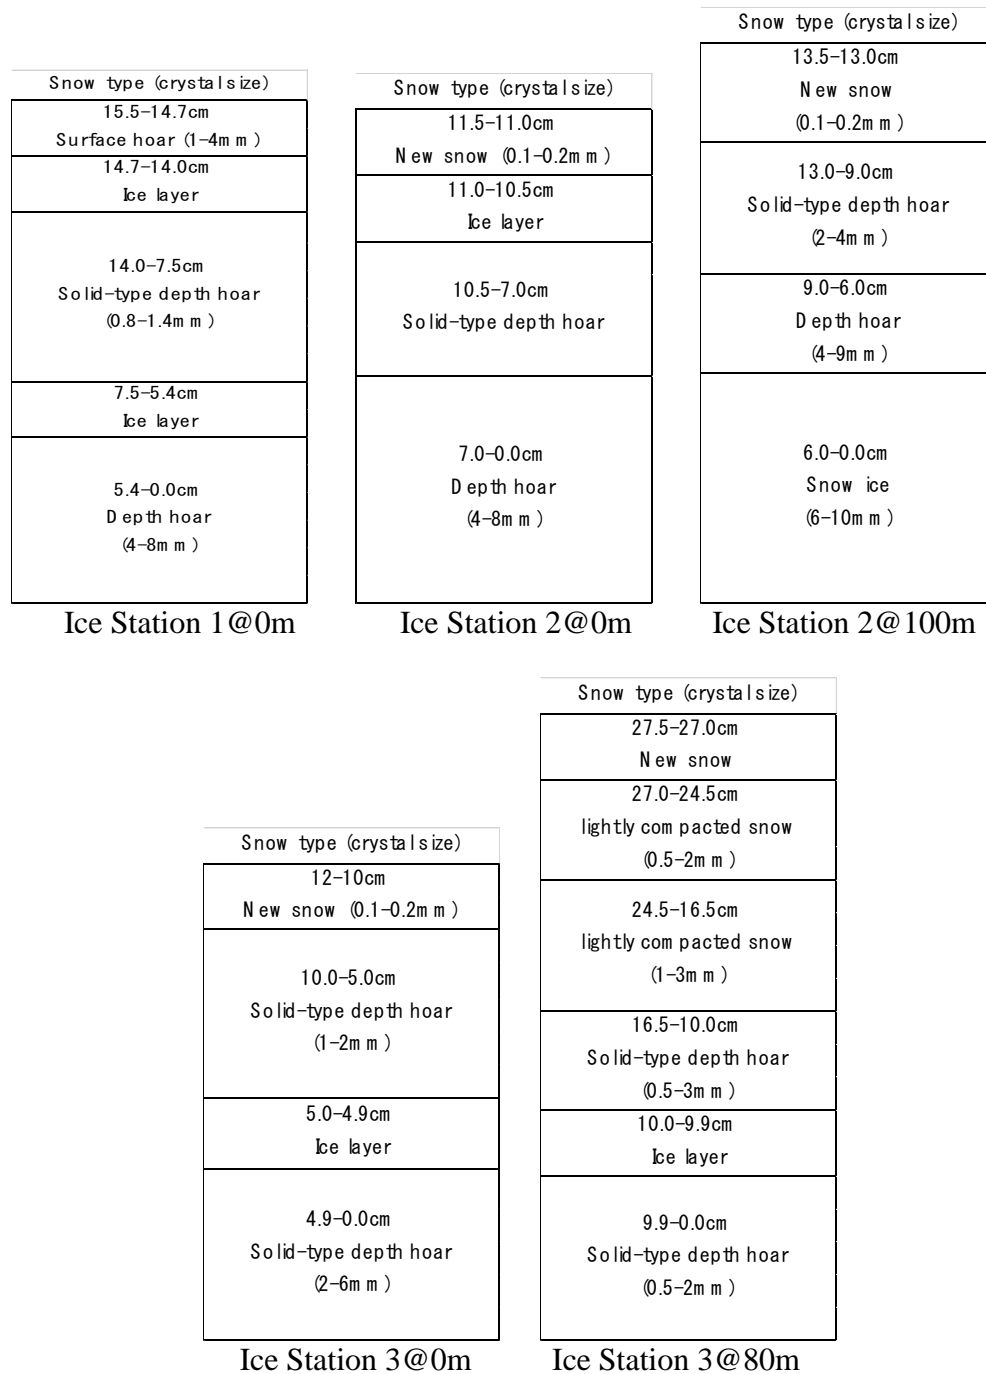 Snow type (crystal size)
15.5-14.7cm
Surface hoar (1-4mm)
14.7-14.0cm
Ice layer
14.0-7.5cm
Solid-type depth hoar
(0.8-1.4mm)
7.5-5.4cm
Ice layer
5.4-0.0cm
Depth hoar
(4-8mm)
Ice Station 1@0m
Snow type (crystal size)
11.5-11.0cm
New snow (0.1-0.2mm)
11.0-10.5cm
Ice layer
10.5-7.0cm
Solid-type depth hoar
7.0-0.0cm
Depth hoar
(4-8mm)
Ice Station 2@0m
Snow type (crystal size)
13.5-13.0cm
New snow
(0.1-0.2mm)
13.0-9.0cm
Solid-type depth hoar
(2-4mm)
9.0-6.0cm
Depth hoar
(4-9mm)
6.0-0.0cm
Snow ice
(6-10mm)
Ice Station 2@100m
Snow type (crystal size)
12-10cm
New snow (0.1-0.2mm)
10.0-5.0cm
Solid-type depth hoar
(1-2mm)
5.0-4.9cm
Ice layer
4.9-0.0cm
Solid-type depth hoar
(2-6mm)
Ice Station 3@0m
Snow type (crystal size)
27.5-27.0cm
New snow
27.0-24.5cm
lightly compacted snow
(0.5-2mm)
24.5-16.5cm
lightly compacted snow
(1-3mm)
16.5-10.0cm
Solid-type depth hoar
(0.5-3mm)
10.0-9.9cm
Ice layer
9.9-0.0cm
Solid-type depth hoar
(0.5-2mm)
Ice Station 3@80m